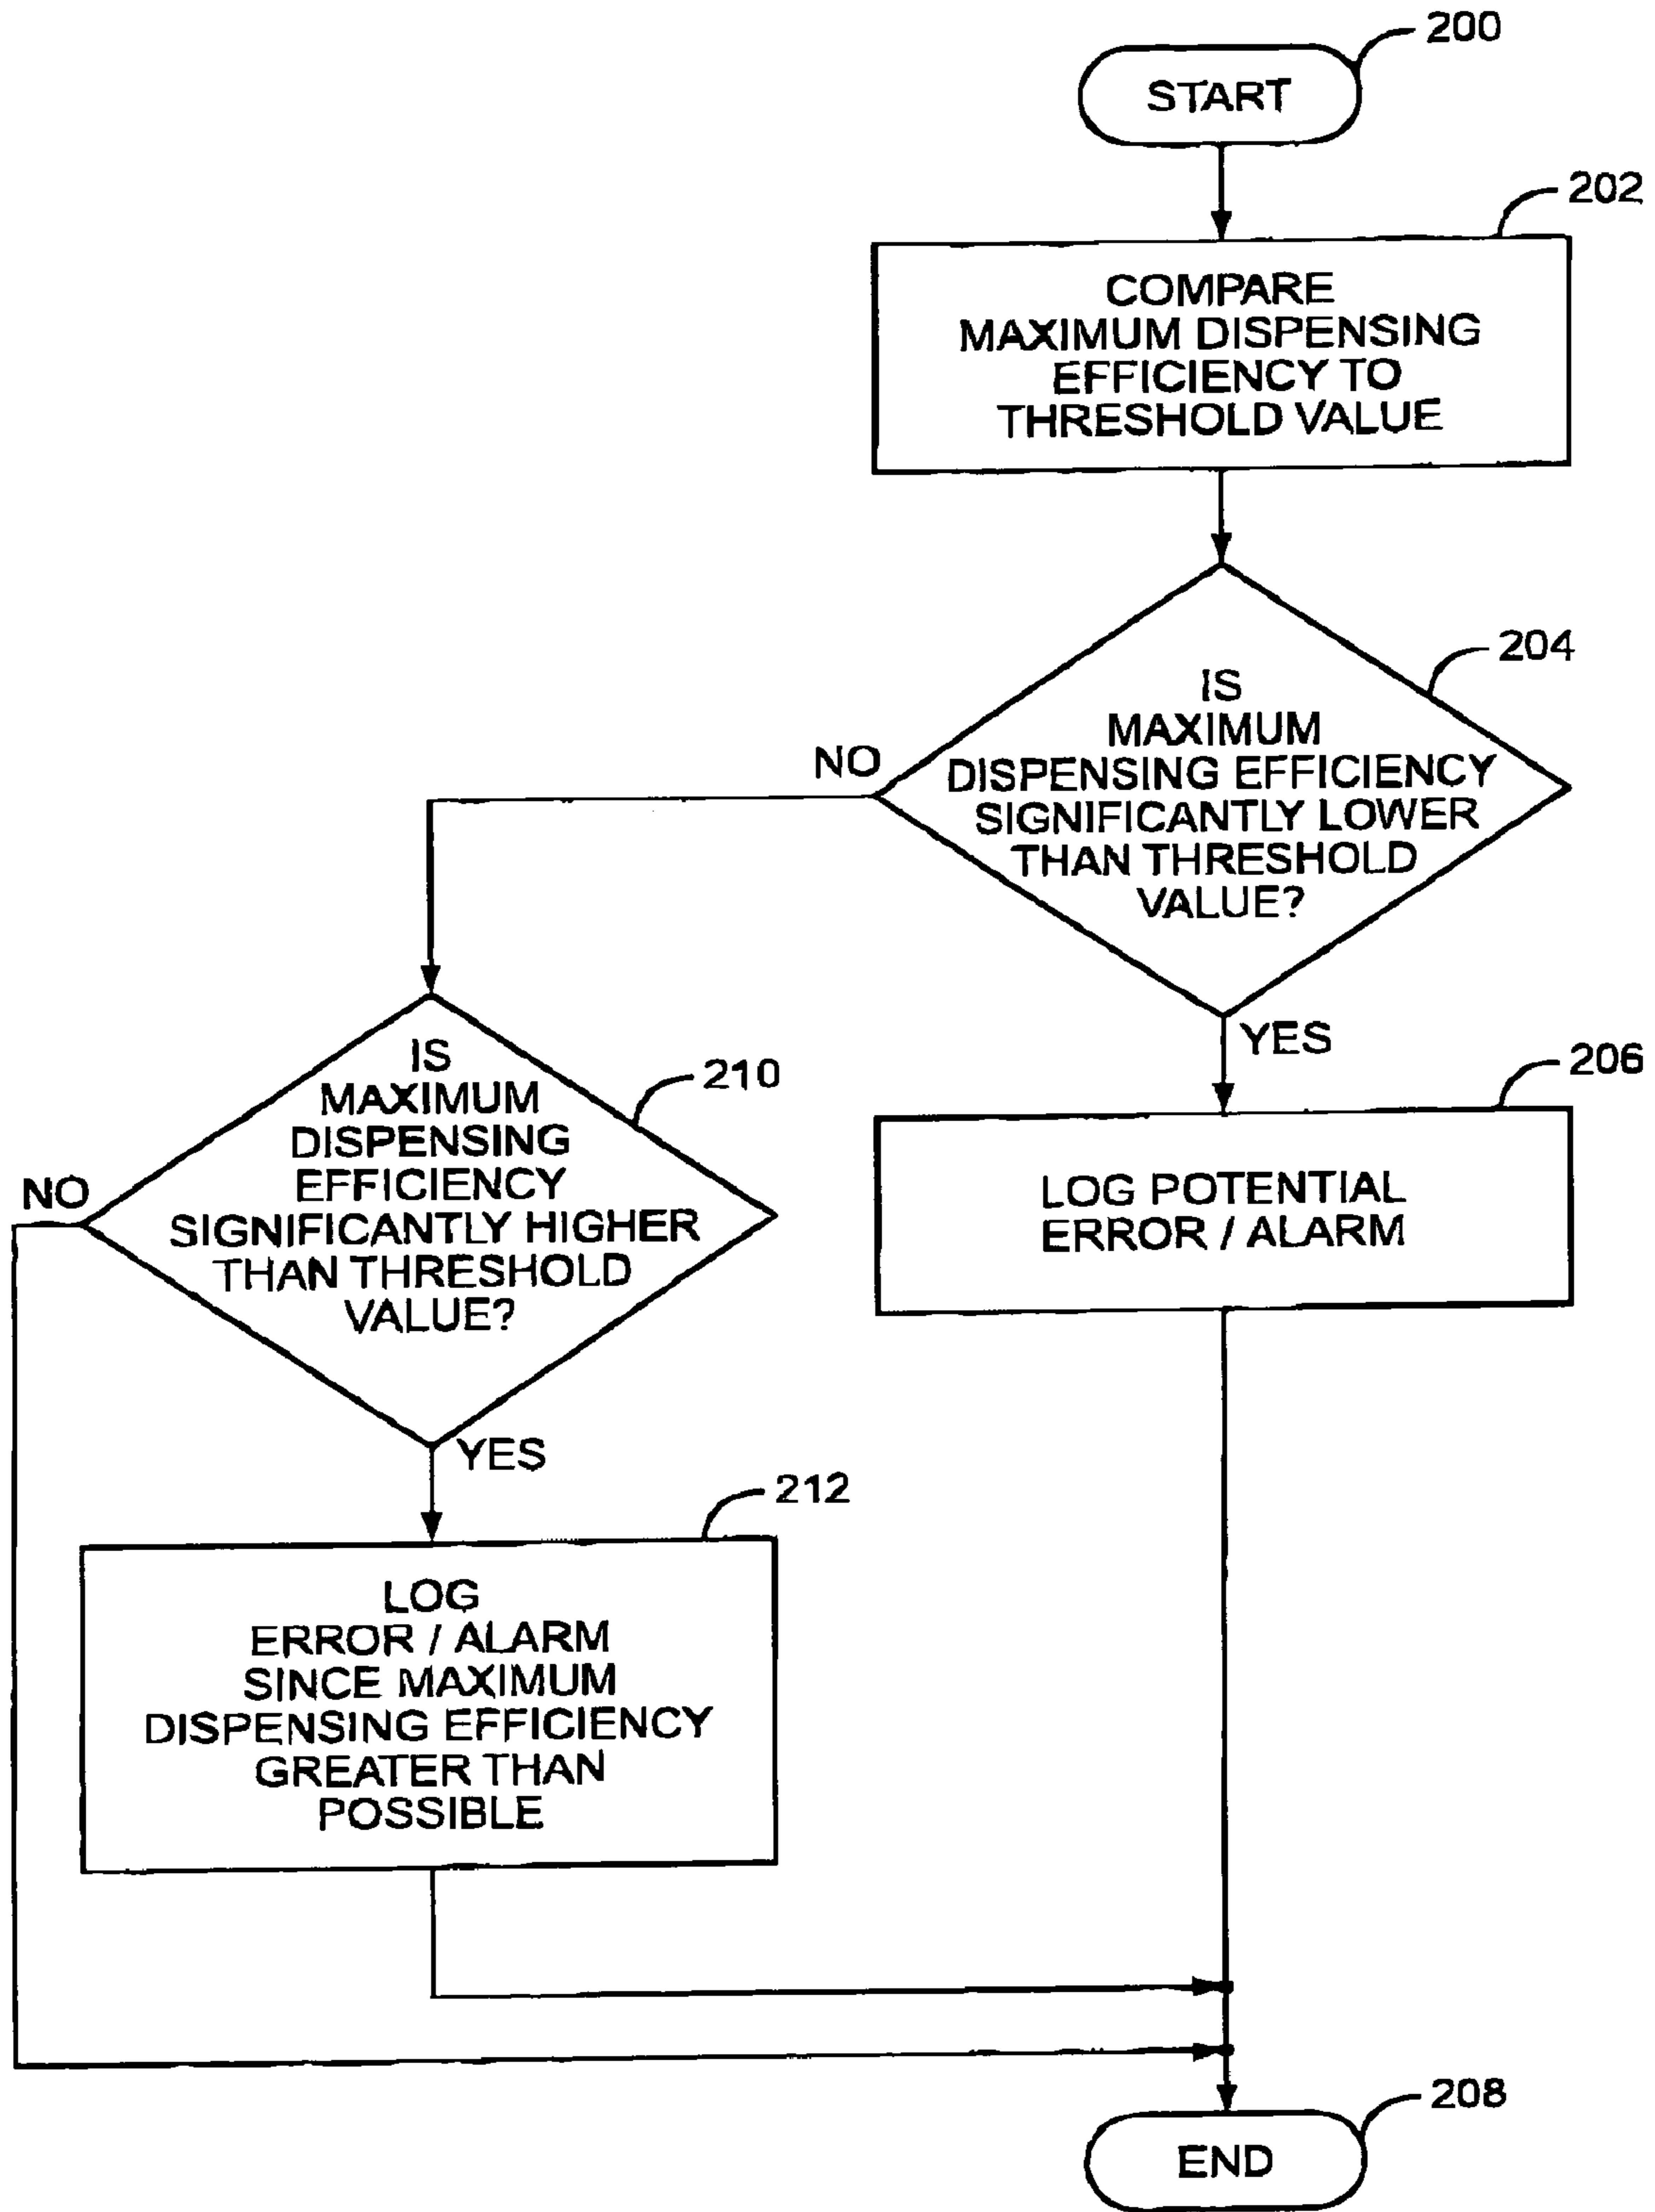 200
START
202
COMPARE
MAXIMUM DISPENSING
EFFICIENCY TO
THRESHOLD VALUE
204
IS
MAXIMUM
DISPENSING EFFICIENCY
SIGNIFICANTLY LOWER
THAN THRESHOLD
VALUE?
NO
YES
206
LOG POTENTIAL
ERROR / ALARM
210
IS
MAXIMUM
DISPENSING
EFFICIENCY
SIGNIFICANTLY HIGHER
THAN THRESHOLD
VALUE?
NO
YES
212
LOG
ERROR / ALARM
SINCE MAXIMUM
DISPENSING EFFICIENCY
GREATER THAN
POSSIBLE
208
END